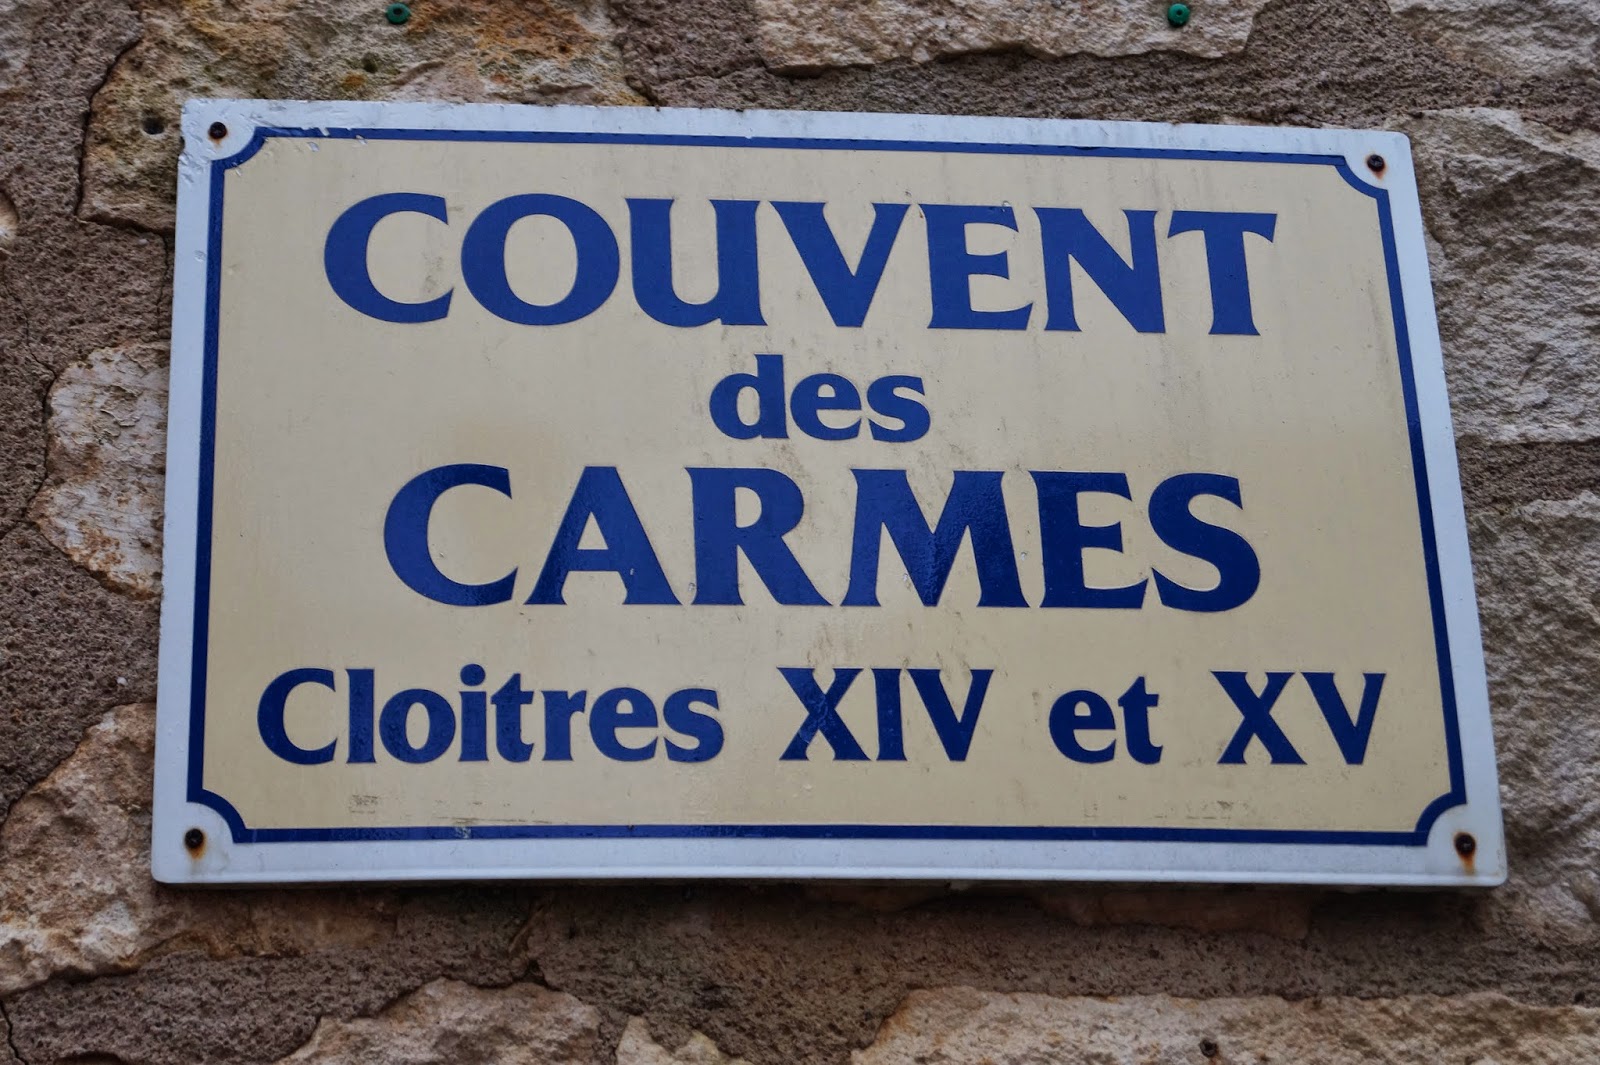 COUVENT
des
CARMES
Cloitres XIV et XV